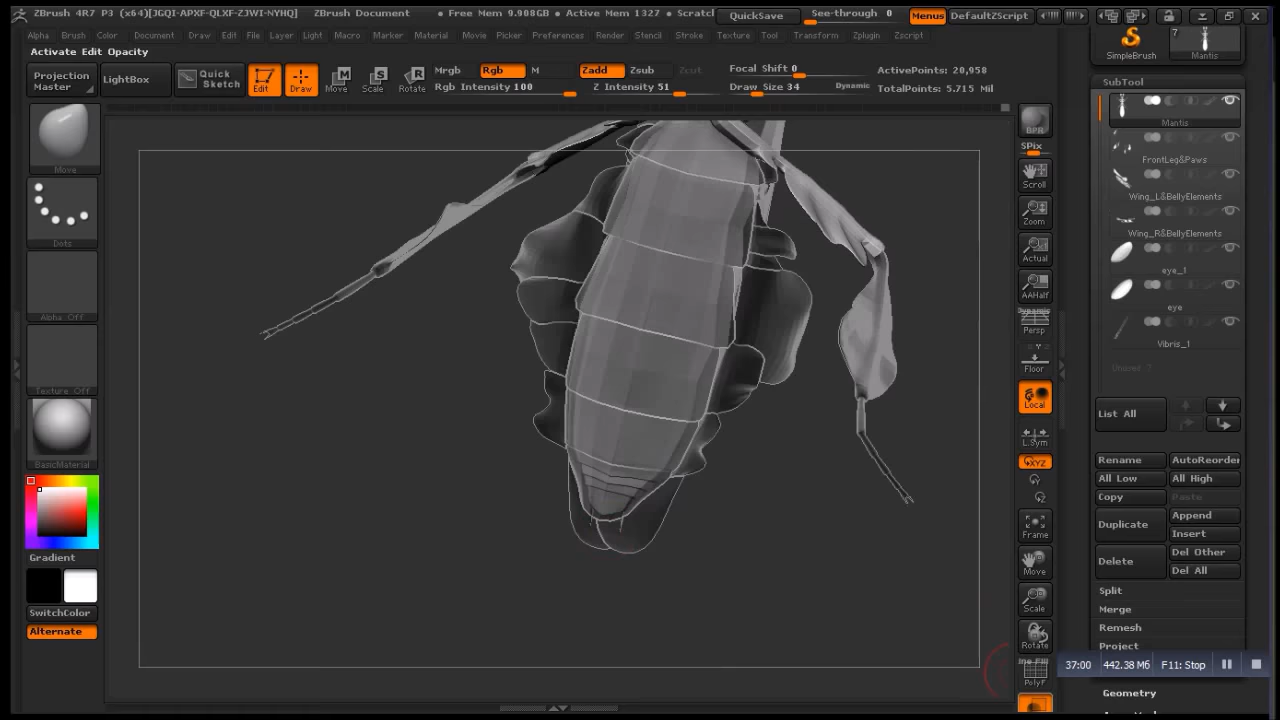 ZBrush 4R7 P3 (x64)[JGQI-APXF-QLXF-ZJWI-NYHQ] ZBrush Document ● Free Mem 9.908GB ● Active Mem 1327 ● Scratcl QuickSave See-through 0 Menus DefaultZScript
Alpha Brush Color Document Draw Edit File Layer Light Macro Marker Material Movie Picker Preferences Render Stencil Stroke Texture Tool Transform Zplugin Zscript
Activate Edit Opacity
Projection Master
LightBox
Quick Sketch
Edit
Draw
Move
Scale
Rotate
Mrgb Rgb M
Rgb Intensity 100
Zadd Zsub Zcut
Z Intensity 51
Focal Shift 0
Draw Size 34 Dynamic
ActivePoints: 20,958
TotalPoints: 5.715 Mil
Move
Dots
Alpha Off
Texture Off
BasicMaterial
Gradient
SwitchColor
Alternate
BPR
SPix
Scroll
Zoom
Actual
AAHalf
Dynamic
Persp
Floor
Local
L.Sym
XYZ
Frame
Move
Scale
Rotate
PolyF
SimpleBrush
7
Mantis
SubTool
Mantis
FrontLeg&Paws
Wing_L&BellyElements
Wing_R&BellyElements
eye_1
eye
Vibris_1
Unused 7
List All
Rename AutoReorder
All Low All High
Copy Paste
Duplicate
Append
Insert
Delete
Del Other
Del All
Split
Merge
Remesh
Project
37:00 442.38 Мб F11: Stop
Geometry